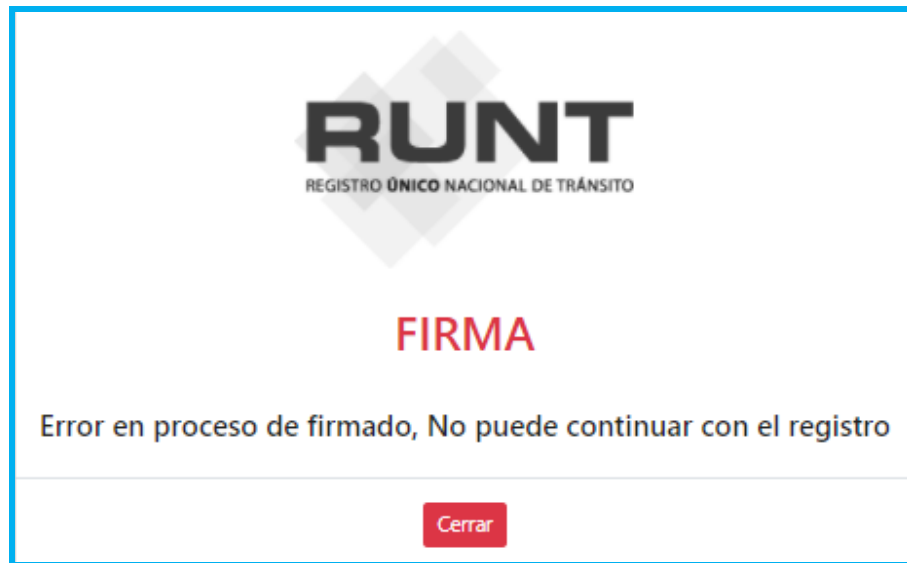 RUNT
REGISTRO ÚNICO NACIONAL DE TRÁNSITO
FIRMA
Error en proceso de firmado, No puede continuar con el registro
Cerrar